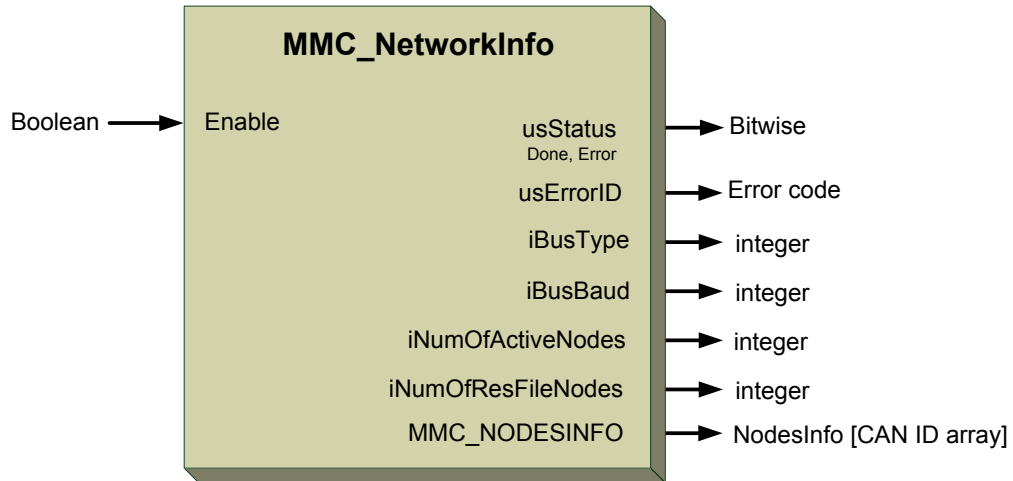 MMC_NetworkInfo
Boolean
Enable
usStatus
Bitwise
Done, Error
usErrorID
Error code
iBusType
integer
iBusBaud
integer
iNumOfActiveNodes
integer
iNumOfResFileNodes
integer
MMC_NODESINFO
NodesInfo [CAN ID array]